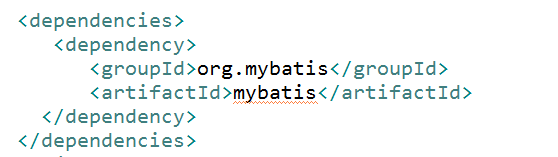 <dependencies>
<dependency>
<groupId>org.mybatis</groupId>
<artifactId>mybatis</artifactId>
</dependency>
</dependencies>